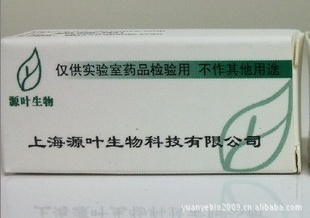 仅供实验室药品检验用 不作其他用途
源叶生物
上海源叶生物科技有限公司
yuanyebio2009.cn.alibaba.com